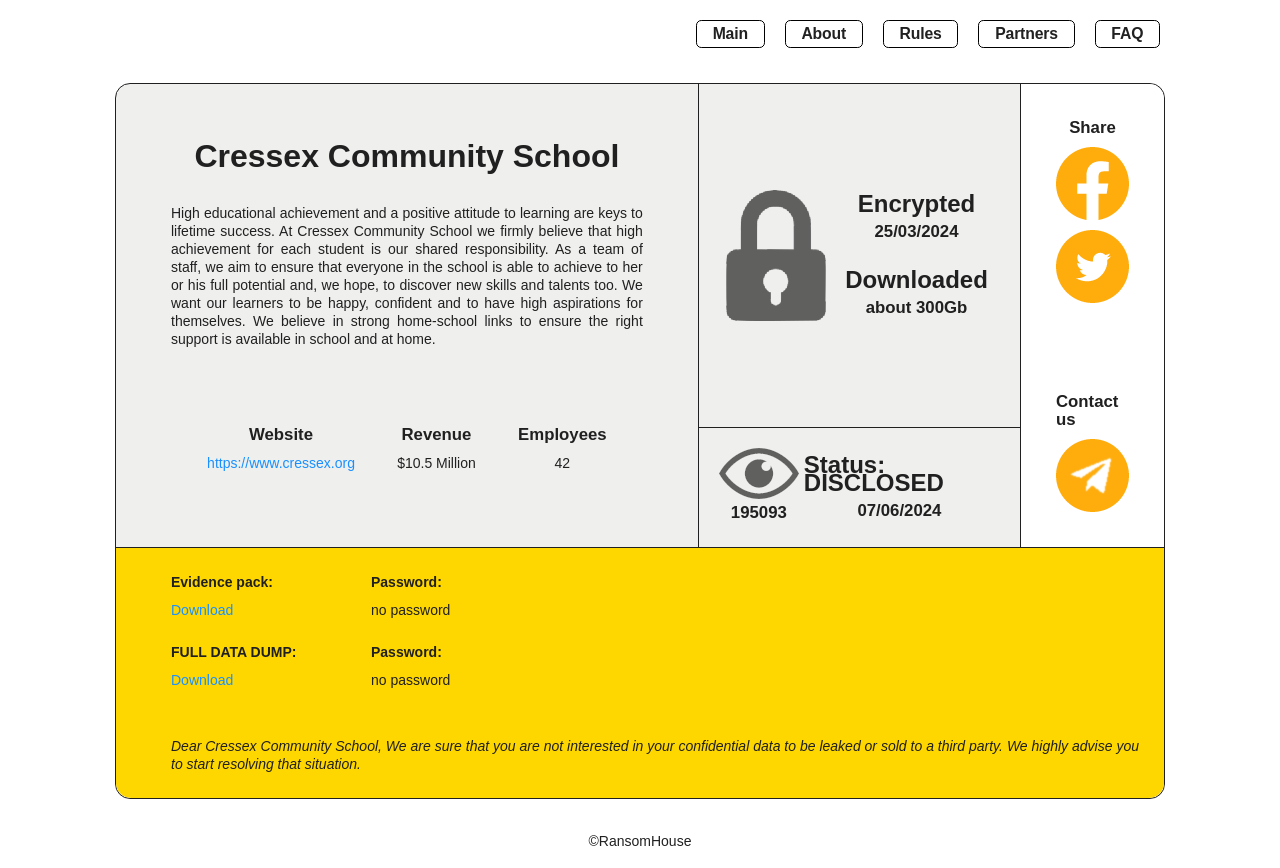 Main About Rules Partners FAQ
Cressex Community School
High educational achievement and a positive attitude to learning are keys to
lifetime success. At Cressex Community School we firmly believe that high
achievement for each student is our shared responsibility. As a team of
staff, we aim to ensure that everyone in the school is able to achieve to her
or his full potential and, we hope, to discover new skills and talents too. We
want our learners to be happy, confident and to have high aspirations for
themselves. We believe in strong home-school links to ensure the right
support is available in school and at home.
Website Revenue Employees
https://www.cressex.org $10.5 Million 42
Encrypted
25/03/2024
Downloaded
about 300Gb
Status:
DISCLOSED
195093 07/06/2024
Share
Contact
us
Evidence pack: Password:
Download no password
FULL DATA DUMP: Password:
Download no password
Dear Cressex Community School, We are sure that you are not interested in your confidential data to be leaked or sold to a third party. We highly advise you
to start resolving that situation.
©RansomHouse